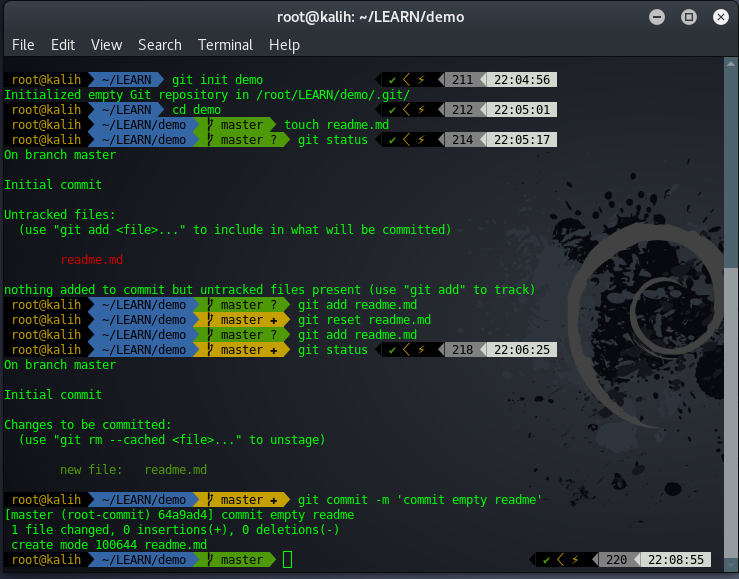 root@kalih: ~/LEARN/demo
File Edit View Search Terminal Help
root@kalih ~/LEARN git init demo ✔ ⚡ 211 22:04:56
Initialized empty Git repository in /root/LEARN/demo/.git/
root@kalih ~/LEARN cd demo ✔ ⚡ 212 22:05:01
root@kalih ~/LEARN/demo master touch readme.md
root@kalih ~/LEARN/demo master ? git status ✔ ⚡ 214 22:05:17
On branch master
Initial commit
Untracked files:
(use "git add <file>..." to include in what will be committed)
readme.md
nothing added to commit but untracked files present (use "git add" to track)
root@kalih ~/LEARN/demo master ? git add readme.md
root@kalih ~/LEARN/demo master + git reset readme.md
root@kalih ~/LEARN/demo master ? git add readme.md
root@kalih ~/LEARN/demo master + git status ✔ ⚡ 218 22:06:25
On branch master
Initial commit
Changes to be committed:
(use "git rm --cached <file>..." to unstage)
new file: readme.md
root@kalih ~/LEARN/demo master + git commit -m 'commit empty readme'
[master (root-commit) 64a9ad4] commit empty readme
1 file changed, 0 insertions(+), 0 deletions(-)
create mode 100644 readme.md
root@kalih ~/LEARN/demo master ✔ ⚡ 220 22:08:55